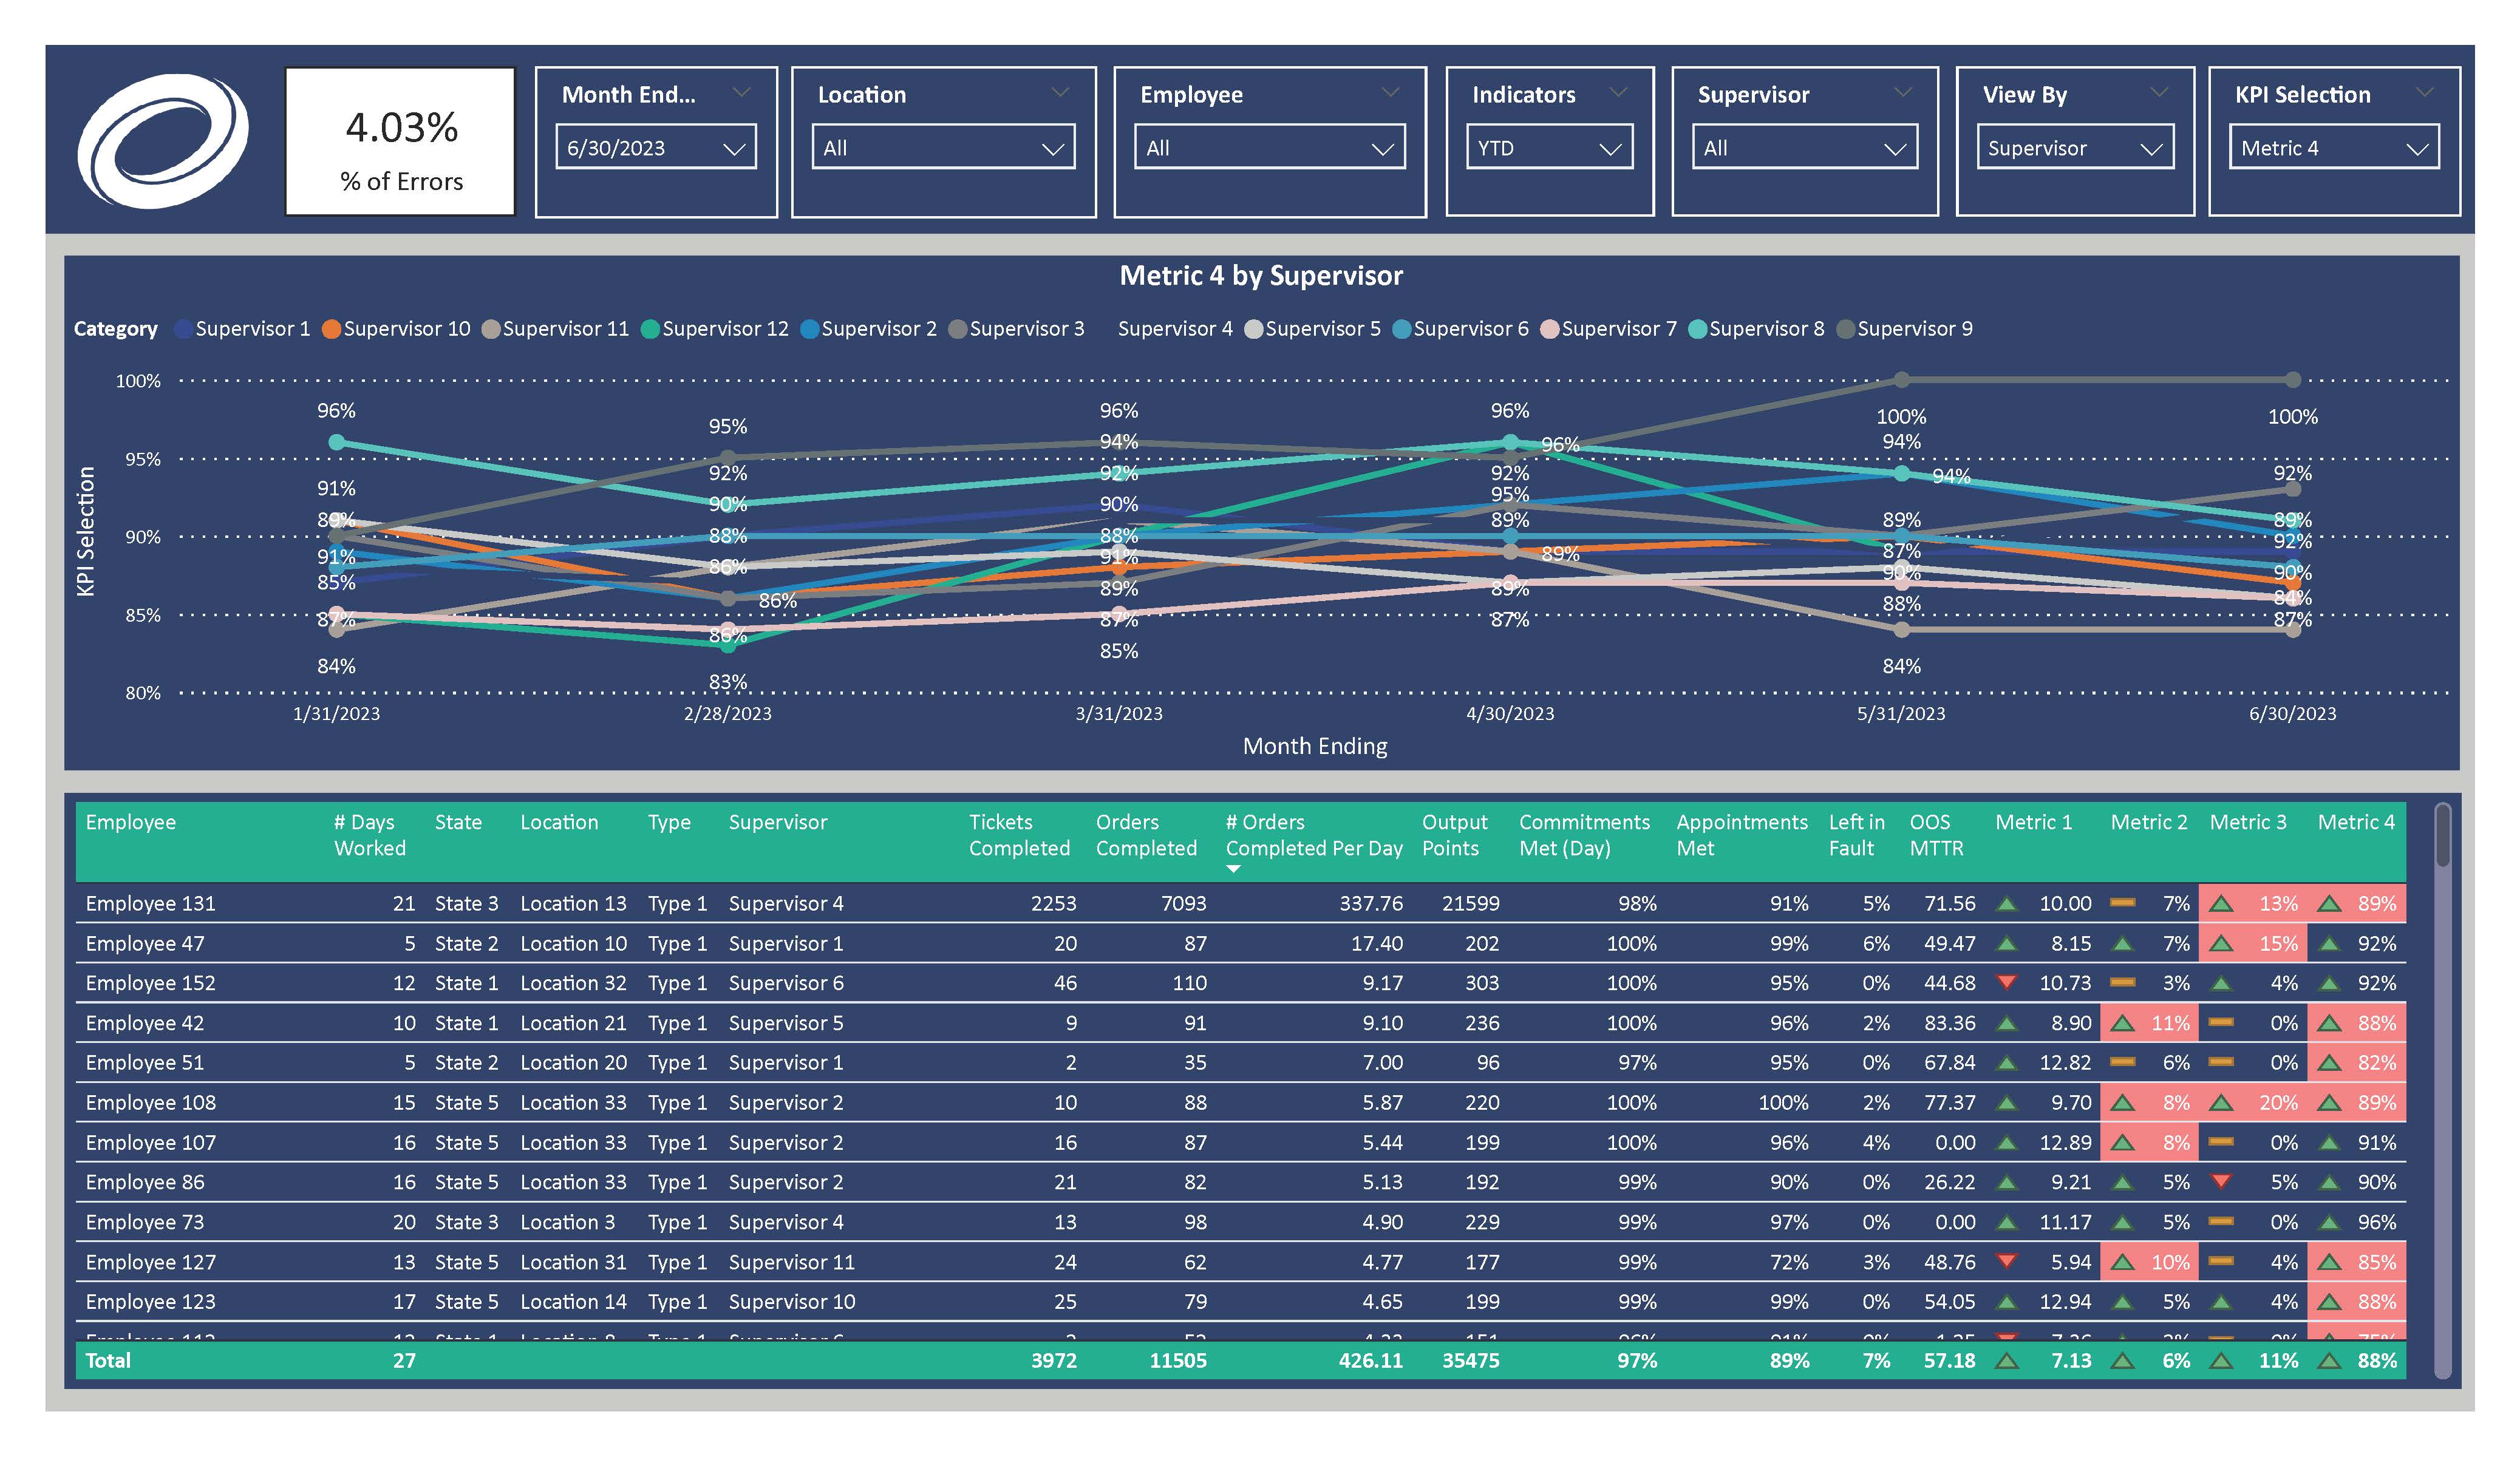 4.03%
% of Errors
Month End...
6/30/2023
Location
All
Employee
All
Indicators
YTD
Supervisor
All
View By
Supervisor
KPI Selection
Metric 4
Metric 4 by Supervisor
Category Supervisor 1 Supervisor 10 Supervisor 11 Supervisor 12 Supervisor 2 Supervisor 3 Supervisor 4 Supervisor 5 Supervisor 6 Supervisor 7 Supervisor 8 Supervisor 9
KPI Selection
100%
95%
90%
85%
80%
96%
91%
89%
91%
85%
87%
84%
95%
92%
90%
88%
86%
86%
86%
83%
96%
94%
92%
90%
88%
91%
89%
87%
85%
96%
96%
92%
95%
89%
89%
89%
87%
100%
94%
94%
89%
87%
90%
88%
84%
100%
92%
89%
92%
90%
84%
87%
1/31/2023 2/28/2023 3/31/2023 4/30/2023 5/31/2023 6/30/2023
Month Ending
Employee # Days Worked State Location Type Supervisor Tickets Completed Orders Completed # Orders Completed Per Day Output Points Commitments Met (Day) Appointments Met Left in Fault OOS MTTR Metric 1 Metric 2 Metric 3 Metric 4
Employee 131 21 State 3 Location 13 Type 1 Supervisor 4 2253 7093 337.76 21599 98% 91% 5% 71.56 10.00 7% 13% 89%
Employee 47 5 State 2 Location 10 Type 1 Supervisor 1 20 87 17.40 202 100% 99% 6% 49.47 8.15 7% 15% 92%
Employee 152 12 State 1 Location 32 Type 1 Supervisor 6 46 110 9.17 303 100% 95% 0% 44.68 10.73 3% 4% 92%
Employee 42 10 State 1 Location 21 Type 1 Supervisor 5 9 91 9.10 236 100% 96% 2% 83.36 8.90 11% 0% 88%
Employee 51 5 State 2 Location 20 Type 1 Supervisor 1 2 35 7.00 96 97% 95% 0% 67.84 12.82 6% 0% 82%
Employee 108 15 State 5 Location 33 Type 1 Supervisor 2 10 88 5.87 220 100% 100% 2% 77.37 9.70 8% 20% 89%
Employee 107 16 State 5 Location 33 Type 1 Supervisor 2 16 87 5.44 199 100% 96% 4% 0.00 12.89 8% 0% 91%
Employee 86 16 State 5 Location 33 Type 1 Supervisor 2 21 82 5.13 192 99% 90% 0% 26.22 9.21 5% 5% 90%
Employee 73 20 State 3 Location 3 Type 1 Supervisor 4 13 98 4.90 229 99% 97% 0% 0.00 11.17 5% 0% 96%
Employee 127 13 State 5 Location 31 Type 1 Supervisor 11 24 62 4.77 177 99% 72% 3% 48.76 5.94 10% 4% 85%
Employee 123 17 State 5 Location 14 Type 1 Supervisor 10 25 79 4.65 199 99% 99% 0% 54.05 12.94 5% 4% 88%
Total 27 3972 11505 426.11 35475 97% 89% 7% 57.18 7.13 6% 11% 88%